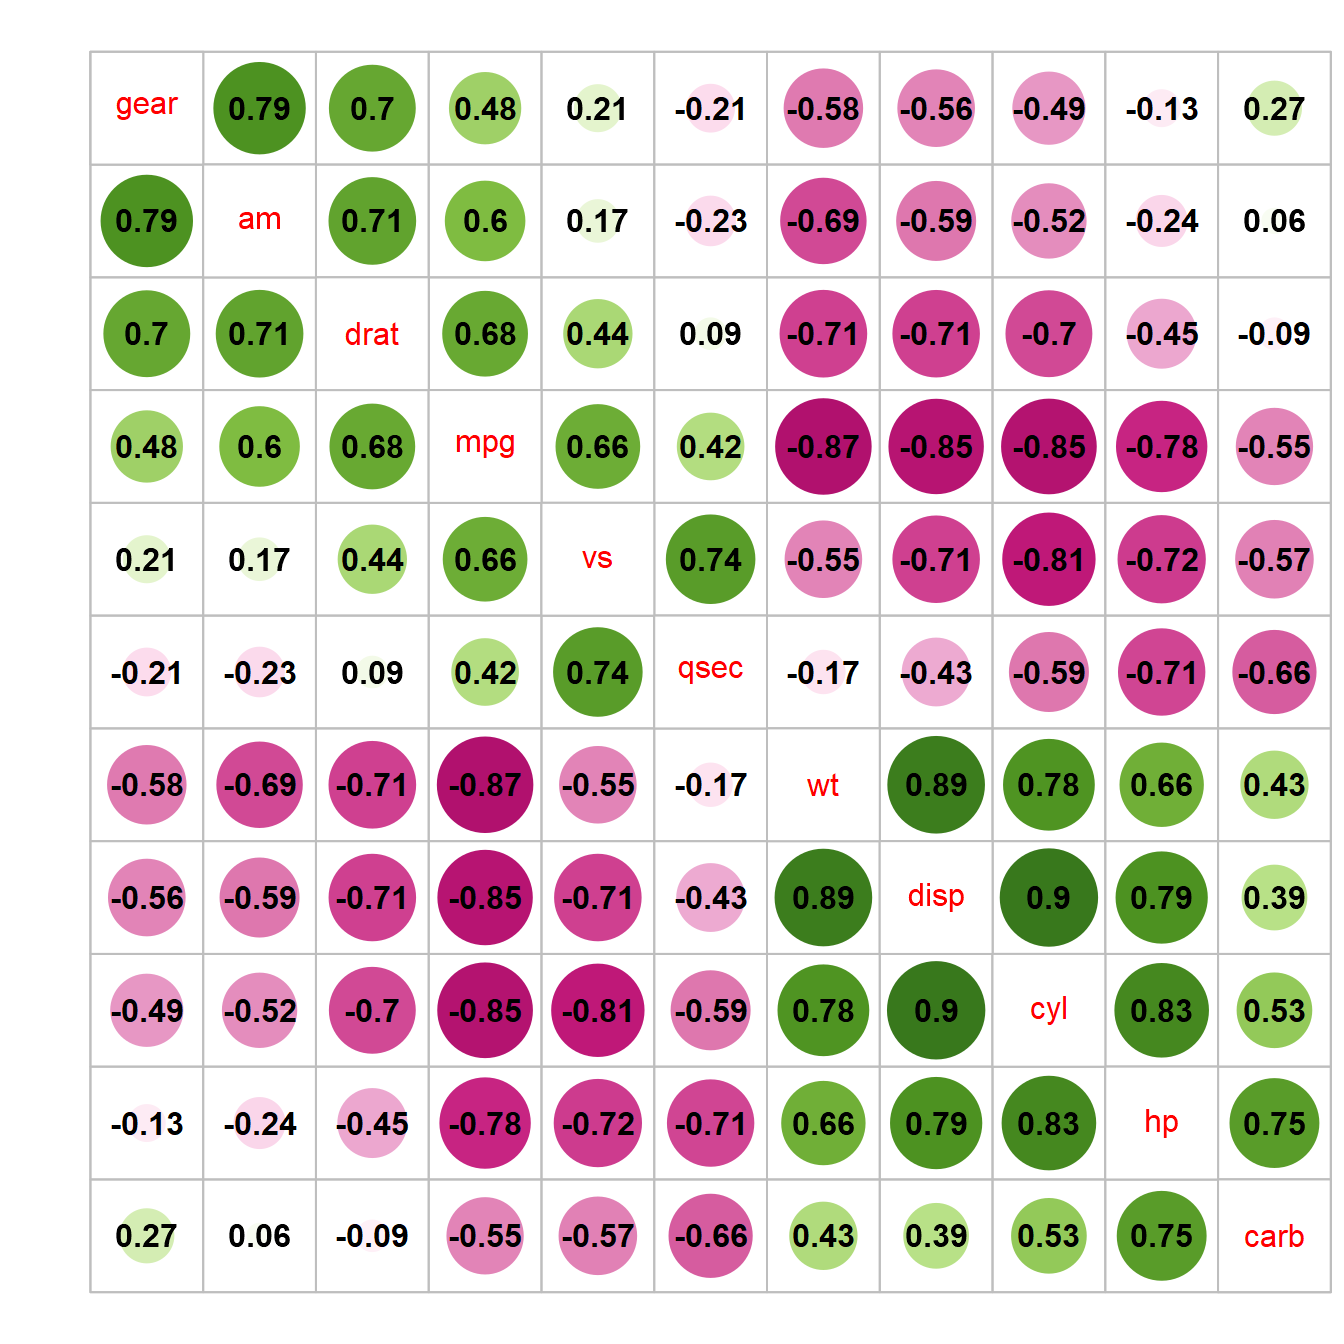 gear 0.79 0.7 0.48 0.21 -0.21 -0.58 -0.56 -0.49 -0.13 0.27
0.79 am 0.71 0.6 0.17 -0.23 -0.69 -0.59 -0.52 -0.24 0.06
0.7 0.71 drat 0.68 0.44 0.09 -0.71 -0.71 -0.7 -0.45 -0.09
0.48 0.6 0.68 mpg 0.66 0.42 -0.87 -0.85 -0.85 -0.78 -0.55
0.21 0.17 0.44 0.66 vs 0.74 -0.55 -0.71 -0.81 -0.72 -0.57
-0.21 -0.23 0.09 0.42 0.74 qsec -0.17 -0.43 -0.59 -0.71 -0.66
-0.58 -0.69 -0.71 -0.87 -0.55 -0.17 wt 0.89 0.78 0.66 0.43
-0.56 -0.59 -0.71 -0.85 -0.71 -0.43 0.89 disp 0.9 0.79 0.39
-0.49 -0.52 -0.7 -0.85 -0.81 -0.59 0.78 0.9 cyl 0.83 0.53
-0.13 -0.24 -0.45 -0.78 -0.72 -0.71 0.66 0.79 0.83 hp 0.75
0.27 0.06 -0.09 -0.55 -0.57 -0.66 0.43 0.39 0.53 0.75 carb